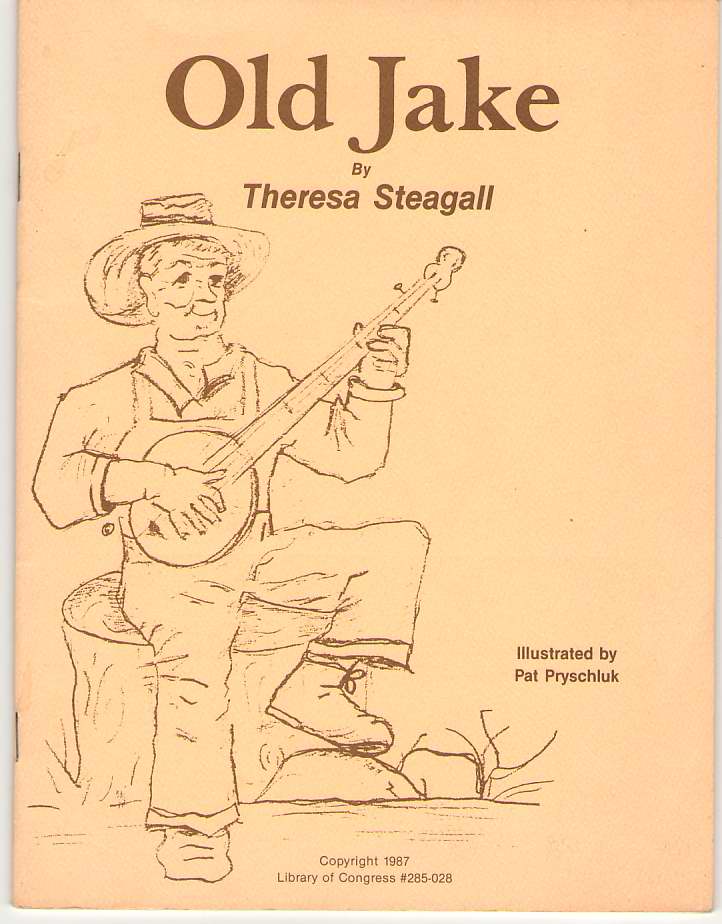 Old Jake
By
Theresa Steagall
Illustrated by
Pat Pryschluk
Copyright 1987
Library of Congress #285-028